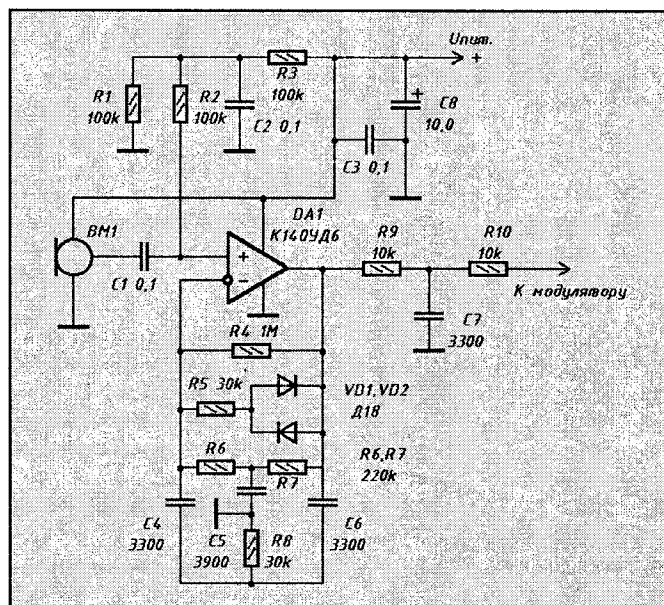 Uпит.
+
R3
100k
R1
100k
R2
100k
C2 0,1
+
C8
10,0
C3 0,1
BM1
DA1
К140УД6
R9
10k
R10
10k
C1 0,1
+
−
К модулятору
C7
3300
R4 1M
R5 30k
VD1,VD2
Д18
R6
R7
R6,R7
220k
C4
3300
C5
3900
R8
30k
C6
3300